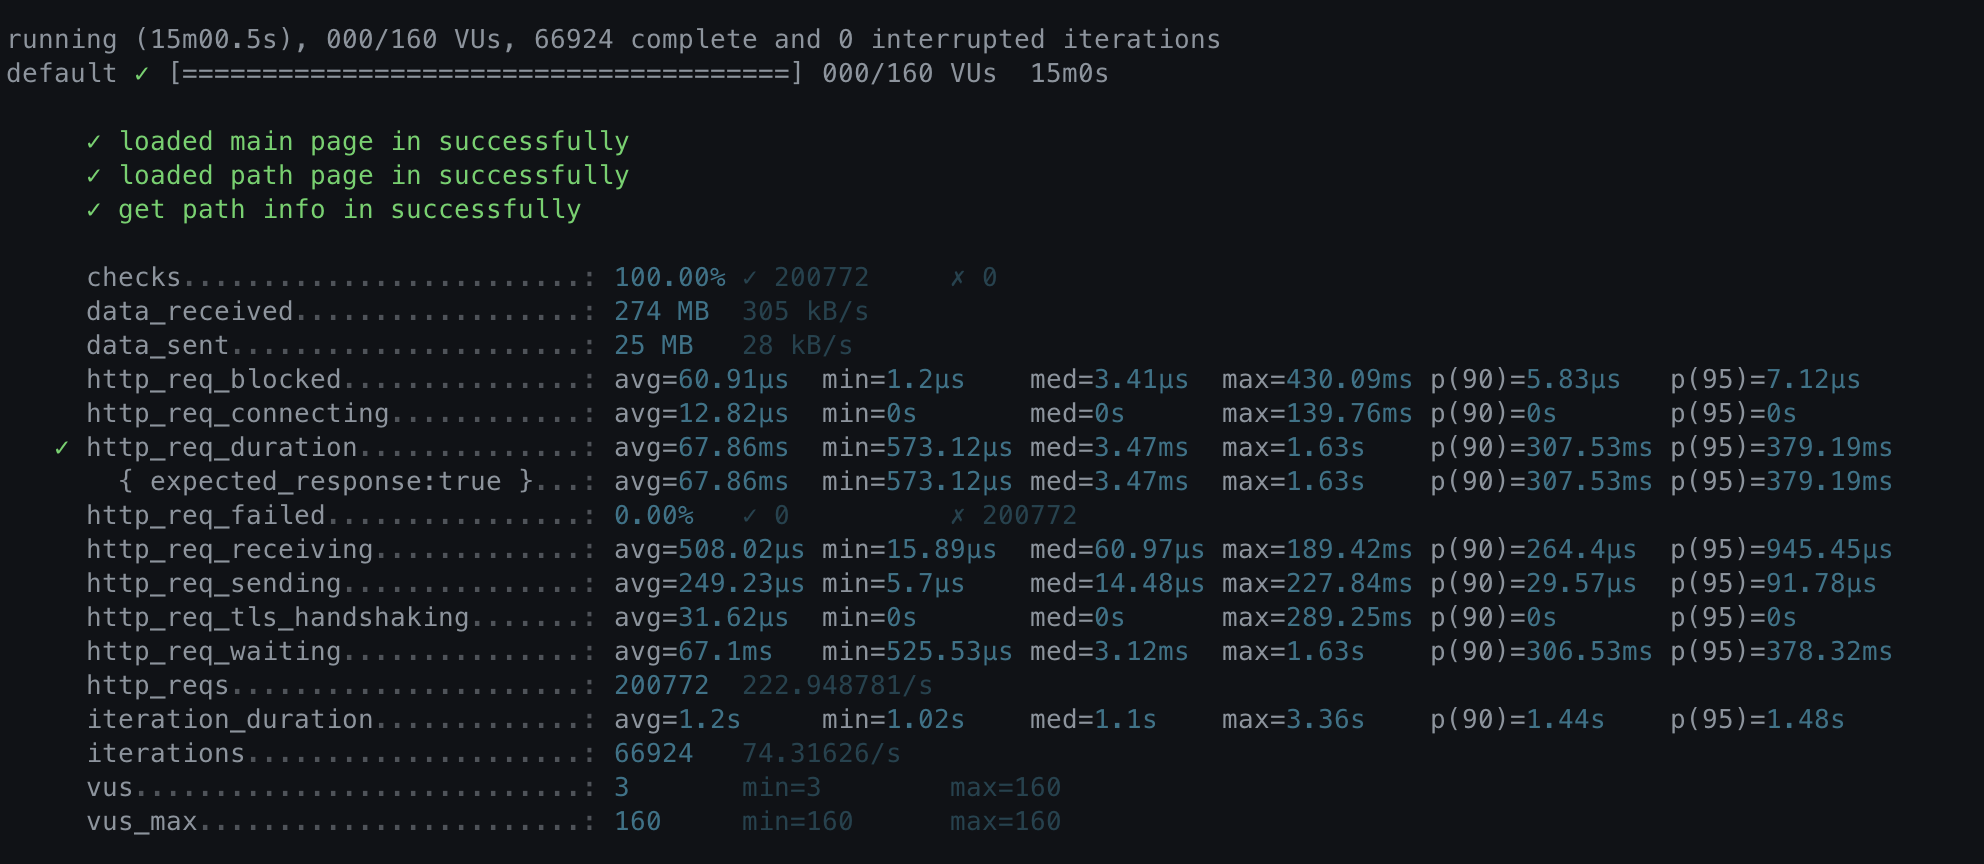 running (15m00.5s), 000/160 VUs, 66924 complete and 0 interrupted iterations
default ✓ [======================================] 000/160 VUs  15m0s
✓ loaded main page in successfully
✓ loaded path page in successfully
✓ get path info in successfully
checks.........................: 100.00% ✓ 200772     ✗ 0
data_received..................: 274 MB  305 kB/s
data_sent......................: 25 MB   28 kB/s
http_req_blocked...............: avg=60.91µs  min=1.2µs    med=3.41µs  max=430.09ms p(90)=5.83µs   p(95)=7.12µs
http_req_connecting............: avg=12.82µs  min=0s       med=0s      max=139.76ms p(90)=0s       p(95)=0s
✓ http_req_duration..............: avg=67.86ms  min=573.12µs med=3.47ms  max=1.63s    p(90)=307.53ms p(95)=379.19ms
{ expected_response:true }...: avg=67.86ms  min=573.12µs med=3.47ms  max=1.63s    p(90)=307.53ms p(95)=379.19ms
http_req_failed................: 0.00%   ✓ 0          ✗ 200772
http_req_receiving.............: avg=508.02µs min=15.89µs  med=60.97µs max=189.42ms p(90)=264.4µs  p(95)=945.45µs
http_req_sending...............: avg=249.23µs min=5.7µs    med=14.48µs max=227.84ms p(90)=29.57µs  p(95)=91.78µs
http_req_tls_handshaking.......: avg=31.62µs  min=0s       med=0s      max=289.25ms p(90)=0s       p(95)=0s
http_req_waiting...............: avg=67.1ms   min=525.53µs med=3.12ms  max=1.63s    p(90)=306.53ms p(95)=378.32ms
http_reqs......................: 200772  222.948781/s
iteration_duration.............: avg=1.2s     min=1.02s    med=1.1s    max=3.36s    p(90)=1.44s    p(95)=1.48s
iterations.....................: 66924   74.31626/s
vus............................: 3       min=3        max=160
vus_max........................: 160     min=160      max=160